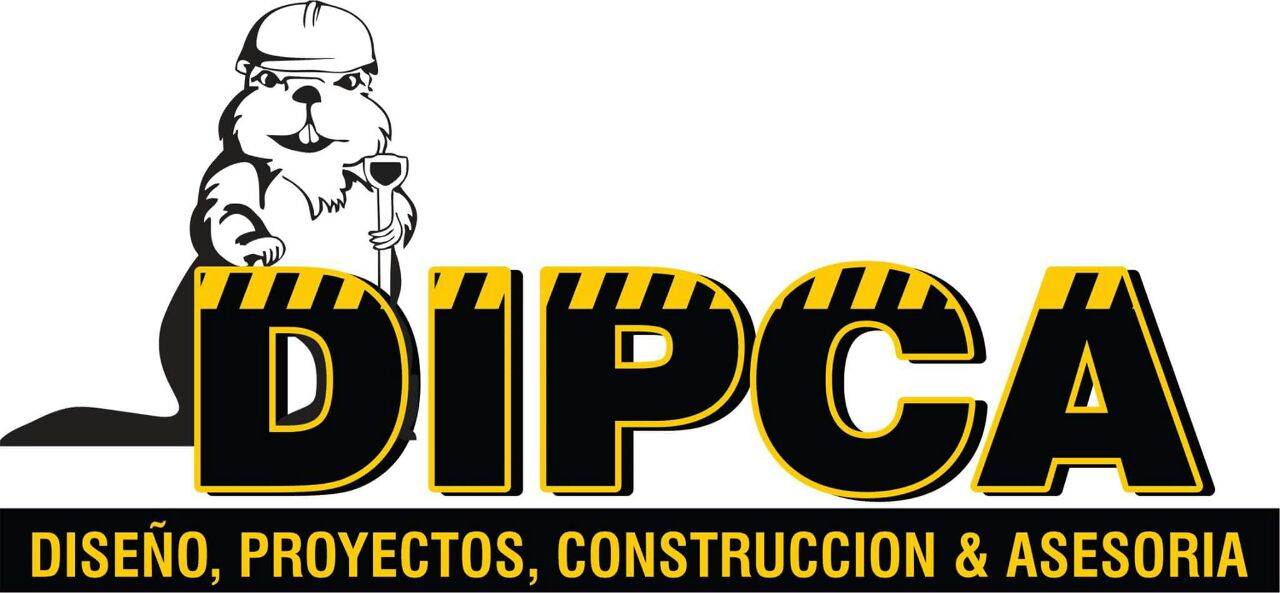 DIPCA
DISEÑO, PROYECTOS, CONSTRUCCION & ASESORIA